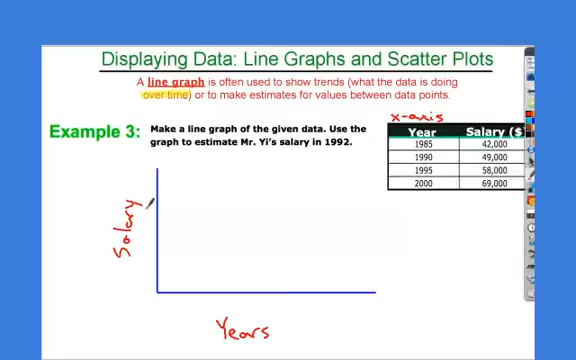 Displaying Data: Line Graphs and Scatter Plots
A line graph is often used to show trends (what the data is doing
over time) or to make estimates for values between data points.
x-axis
Example 3: Make a line graph of the given data. Use the
graph to estimate Mr. Yi's salary in 1992.
Year Salary ($
1985 42,000
1990 49,000
1995 58,000
2000 69,000
Salary
Years